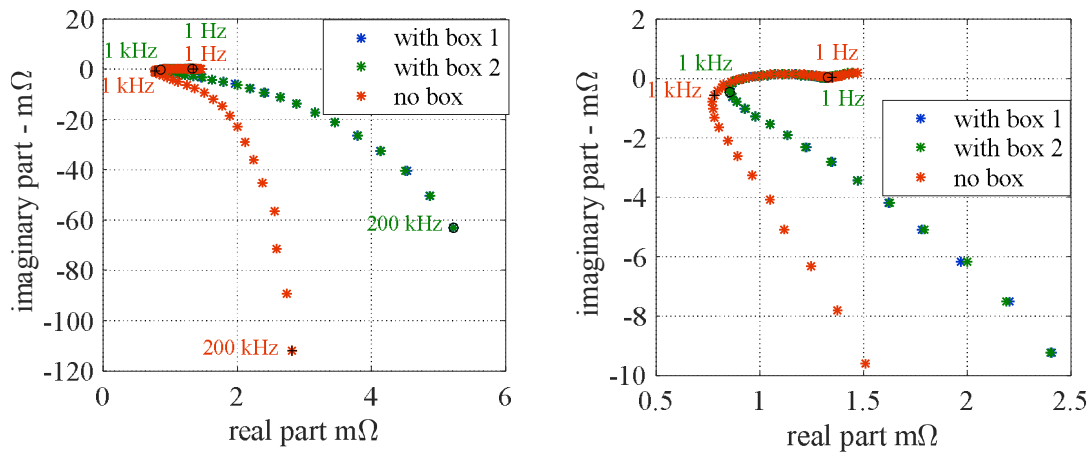 20
0
-20
-40
-60
-80
-100
-120
0
2
4
6
imaginary part - mΩ
real part mΩ
1 kHz
1 Hz
1 Hz
1 kHz
200 kHz
200 kHz
with box 1
with box 2
no box
2
0
-2
-4
-6
-8
-10
0.5
1
1.5
2
2.5
imaginary part - mΩ
real part mΩ
1 kHz
1 Hz
1 kHz
1 Hz
with box 1
with box 2
no box